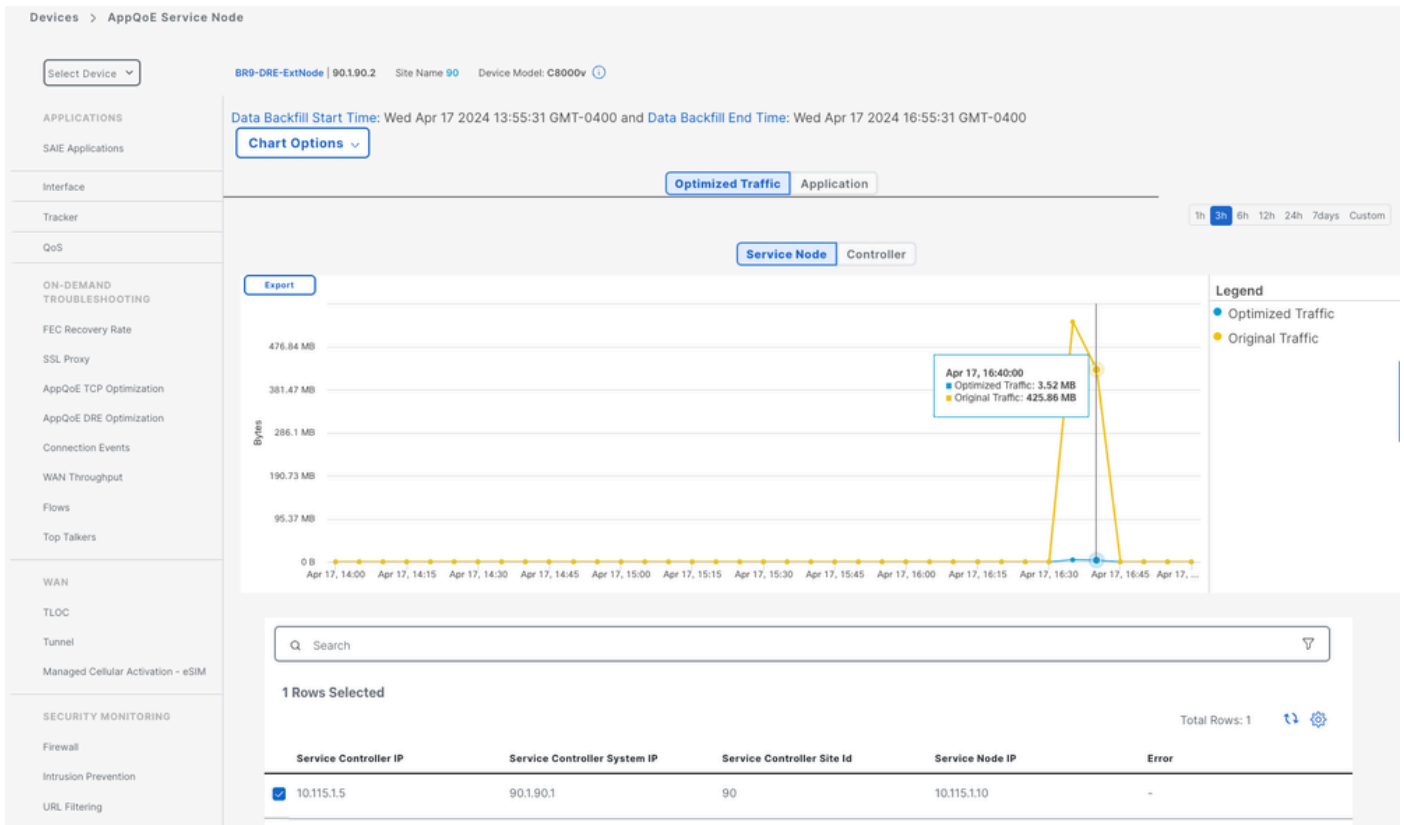 Devices > AppQoE Service Node
Select Device
BR9-DRE-ExtNode | 90.1.90.2 Site Name 90 Device Model: C8000v
APPLICATIONS
SAIE Applications
Interface
Tracker
QoS
ON-DEMAND
TROUBLESHOOTING
FEC Recovery Rate
SSL Proxy
AppQoE TCP Optimization
AppQoE DRE Optimization
Connection Events
WAN Throughput
Flows
Top Talkers
WAN
TLOC
Tunnel
Managed Cellular Activation - eSIM
SECURITY MONITORING
Firewall
Intrusion Prevention
URL Filtering
Data Backfill Start Time: Wed Apr 17 2024 13:55:31 GMT-0400 and Data Backfill End Time: Wed Apr 17 2024 16:55:31 GMT-0400
Chart Options
Optimized Traffic Application
1h 3h 6h 12h 24h 7days Custom
Service Node Controller
Export
Legend
Optimized Traffic
Original Traffic
Bytes
476.84 MB
381.47 MB
286.1 MB
190.73 MB
95.37 MB
0 B
Apr 17, 16:40:00
Optimized Traffic: 3.52 MB
Original Traffic: 425.86 MB
Apr 17, 14:00 Apr 17, 14:15 Apr 17, 14:30 Apr 17, 14:45 Apr 17, 15:00 Apr 17, 15:15 Apr 17, 15:30 Apr 17, 15:45 Apr 17, 16:00 Apr 17, 16:15 Apr 17, 16:30 Apr 17, 16:45 Apr 17, ...
Search
1 Rows Selected
Total Rows: 1
Service Controller IP Service Controller System IP Service Controller Site Id Service Node IP Error
10.115.1.5 90.1.90.1 90 10.115.1.10 -